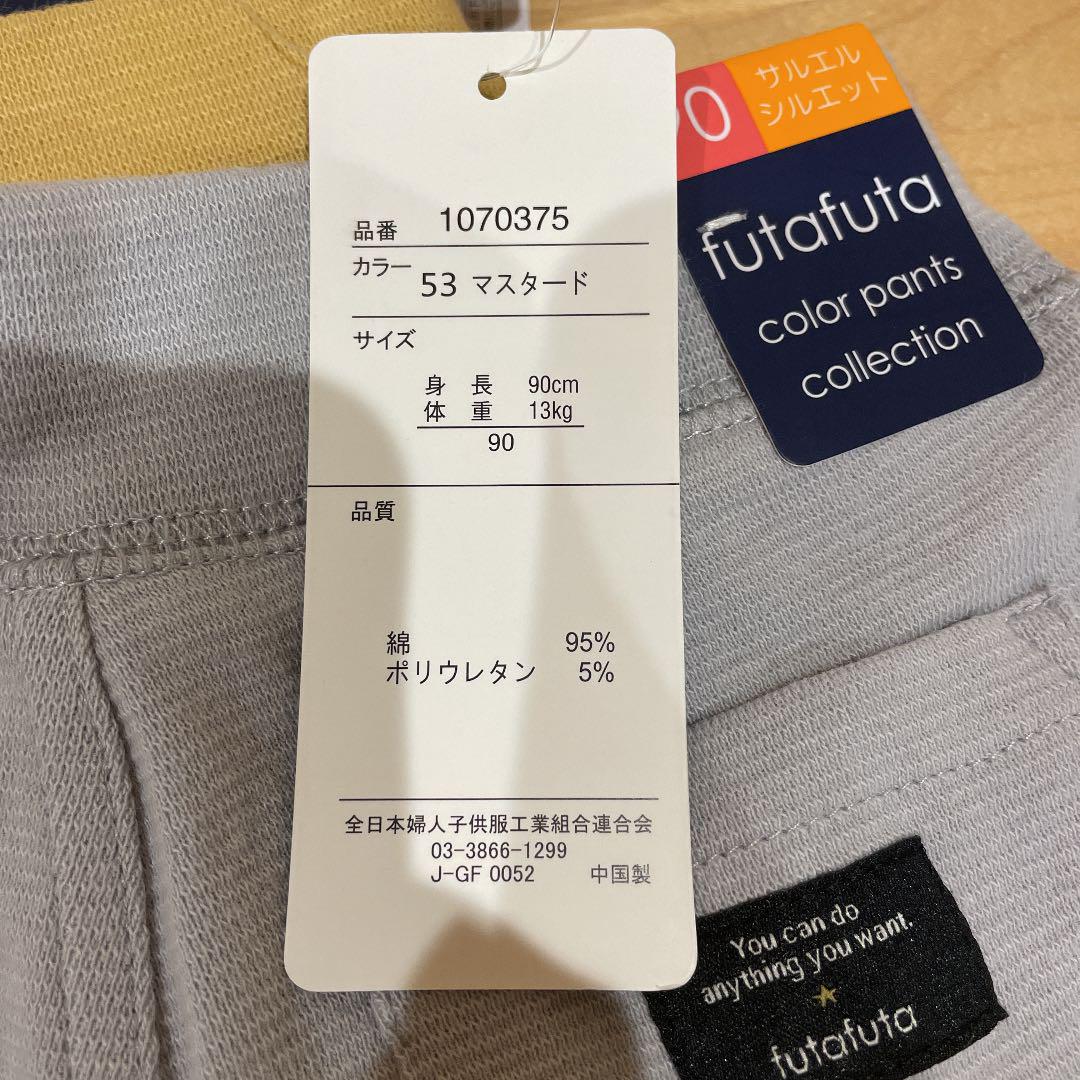 品番 1070375
カラー 53 マスタード
サイズ
身 長 90cm
体 重 13kg
90
品質
綿 95%
ポリウレタン 5%
全日本婦人子供服工業組合連合会
03-3866-1299
J-GF 0052 中国製
サルエル
シルエット
futafuta
color pants
collection
You can do
anything you want.
futafuta